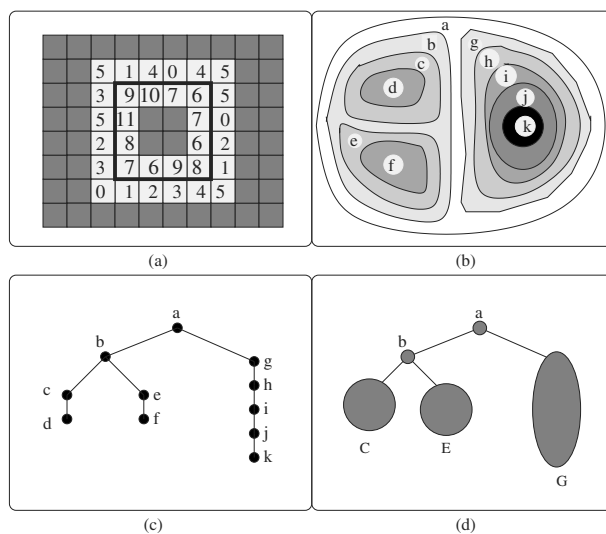 5 1 4 0 4 5
3 9 10 7 6 5
5 11 7 0
2 8 6 2
3 7 6 9 8 1
0 1 2 3 4 5
(a)
a
b g
c h
i
d j
k
e
f
(b)
a
b
g
c e h
i
d f j
k
(c)
a
b
C E
G
(d)